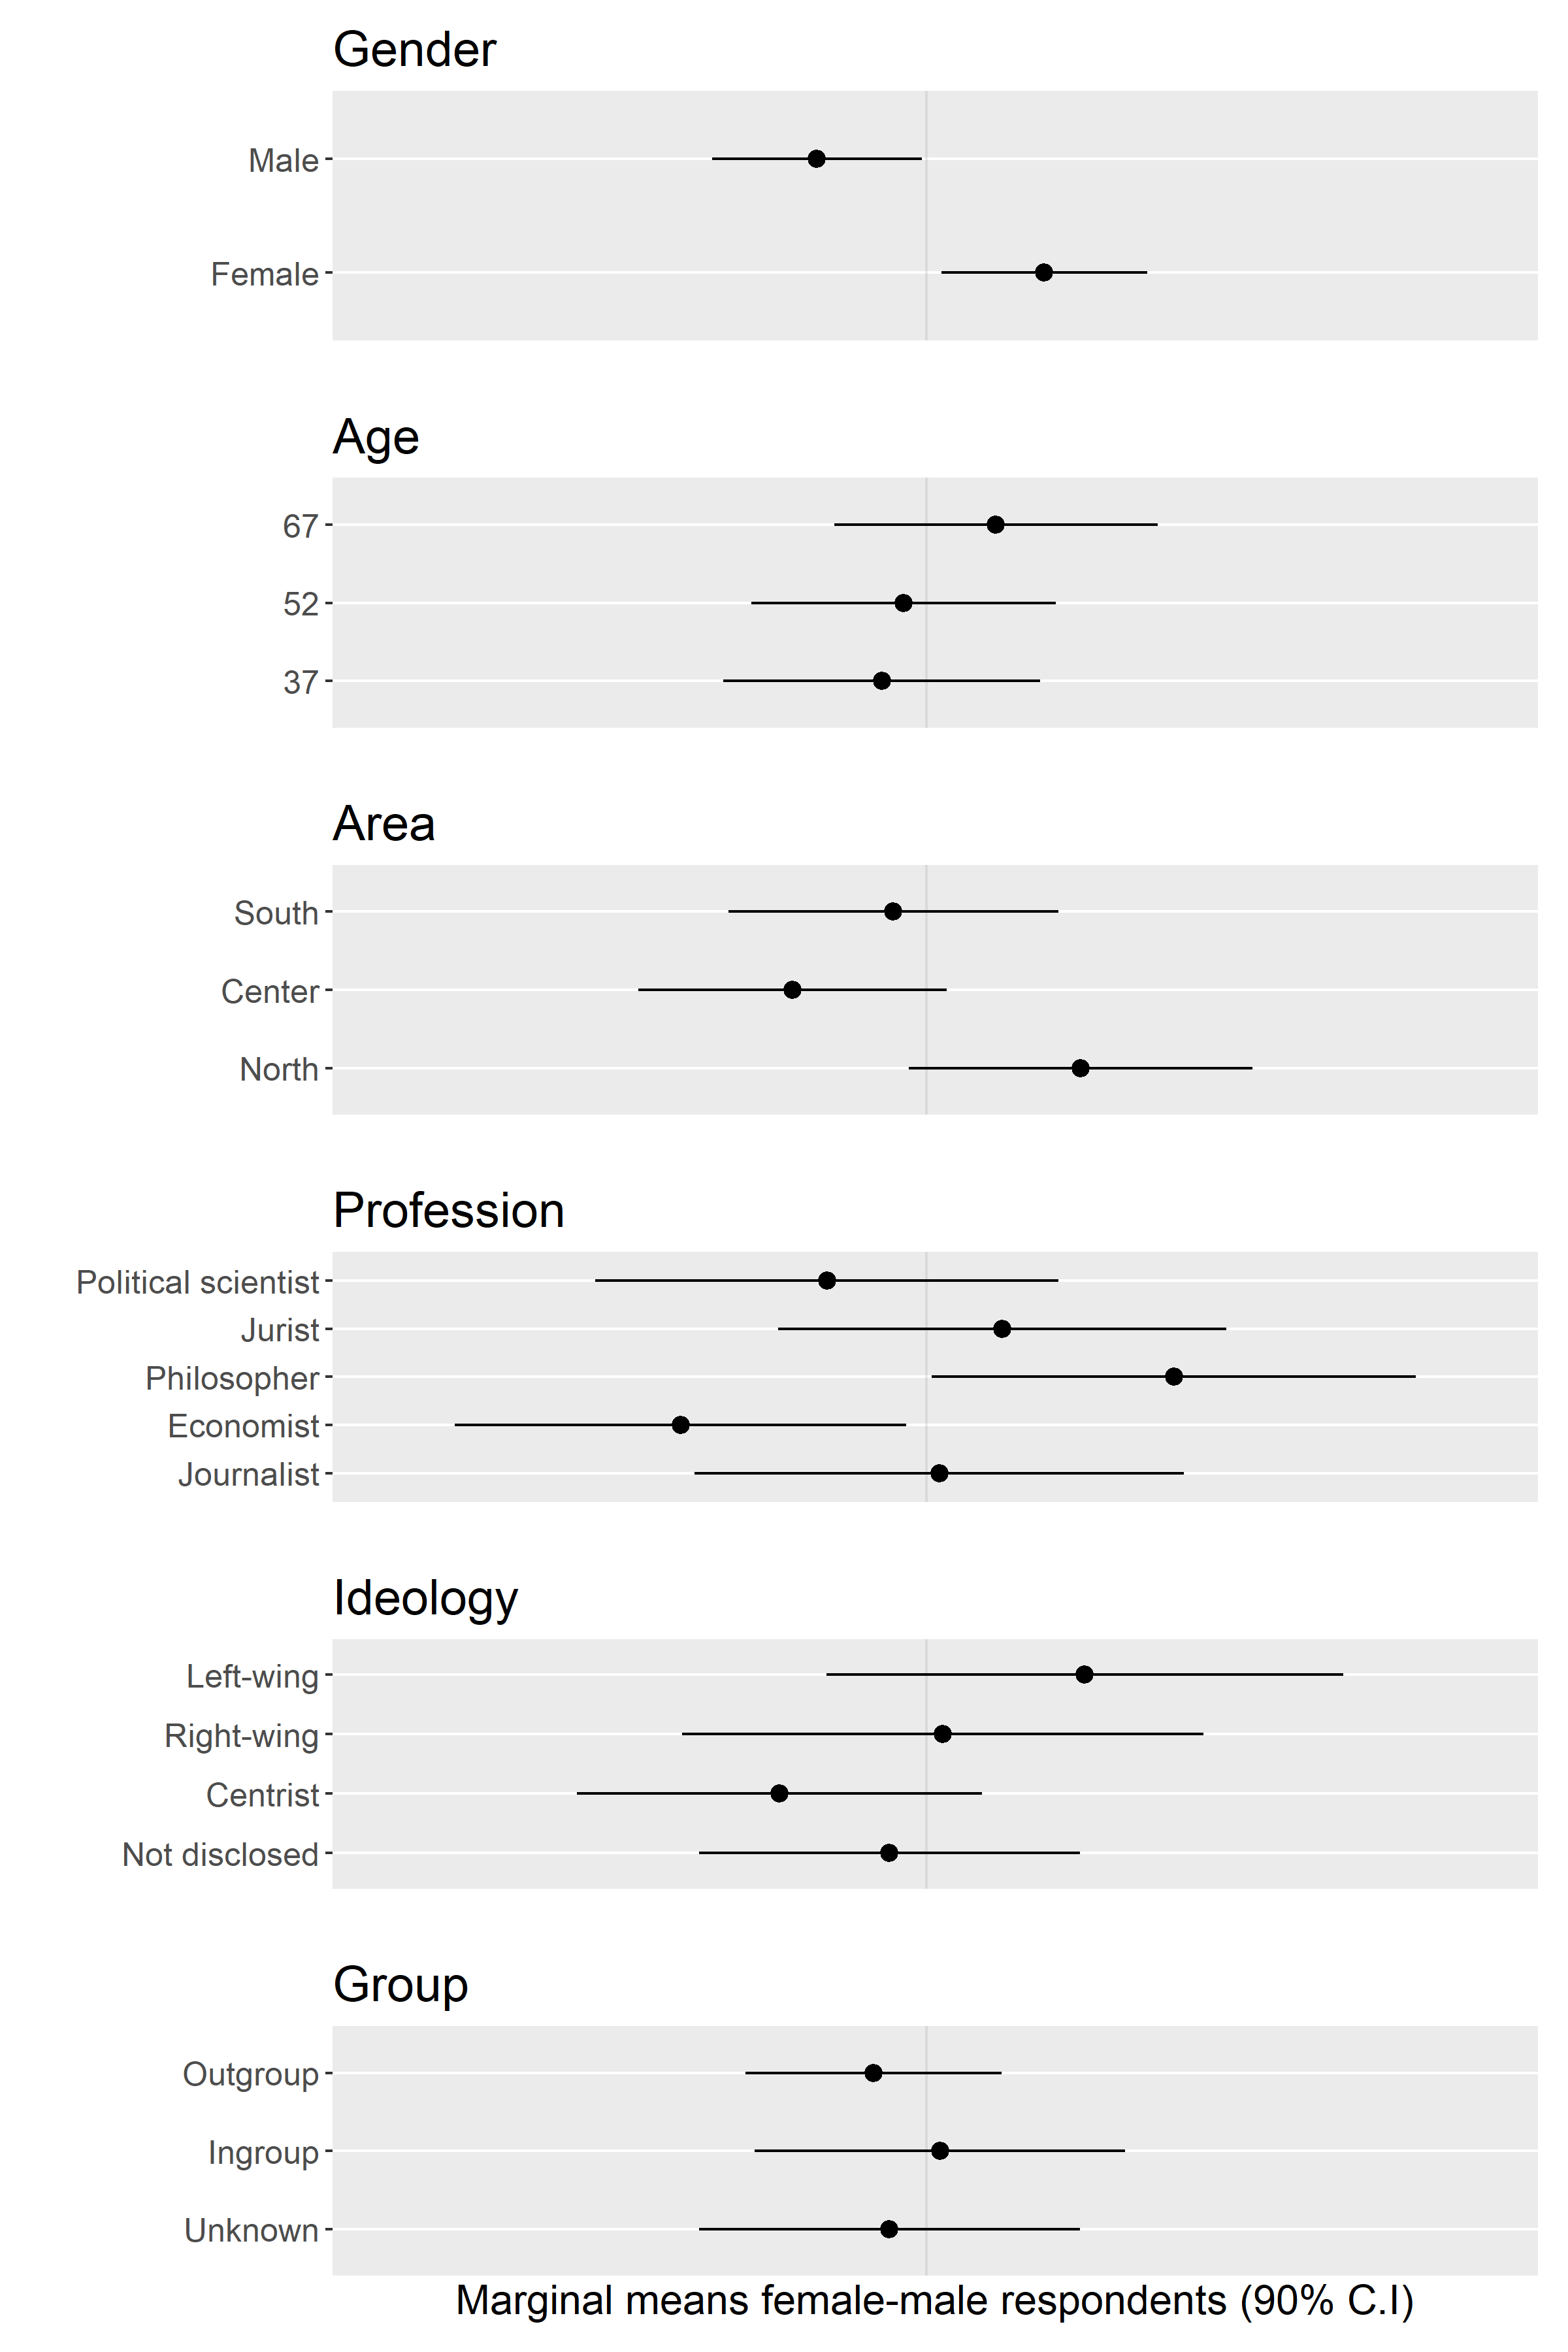 Gender
Male
Female
Age
67
52
37
Area
South
Center
North
Profession
Political scientist
Jurist
Philosopher
Economist
Journalist
Ideology
Left-wing
Right-wing
Centrist
Not disclosed
Group
Outgroup
Ingroup
Unknown
Marginal means female-male respondents (90% C.I)